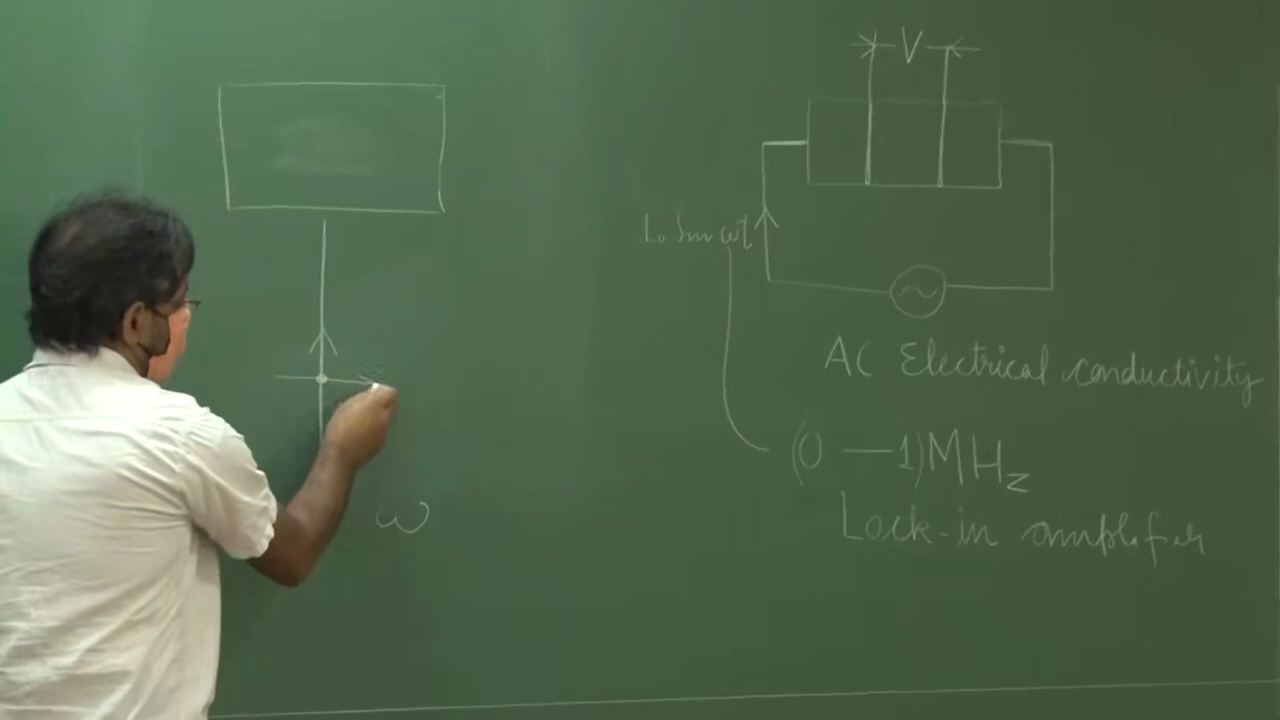 V
I₀ Sin ωt
AC Electrical conductivity
(0 — 1) MHz
Lock-in amplifier
ω